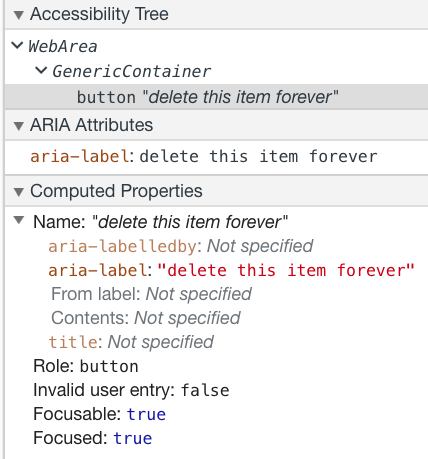 Accessibility Tree
WebArea
GenericContainer
button "delete this item forever"
ARIA Attributes
aria-label: delete this item forever
Computed Properties
Name: "delete this item forever"
aria-labelledby: Not specified
aria-label: "delete this item forever"
From label: Not specified
Contents: Not specified
title: Not specified
Role: button
Invalid user entry: false
Focusable: true
Focused: true